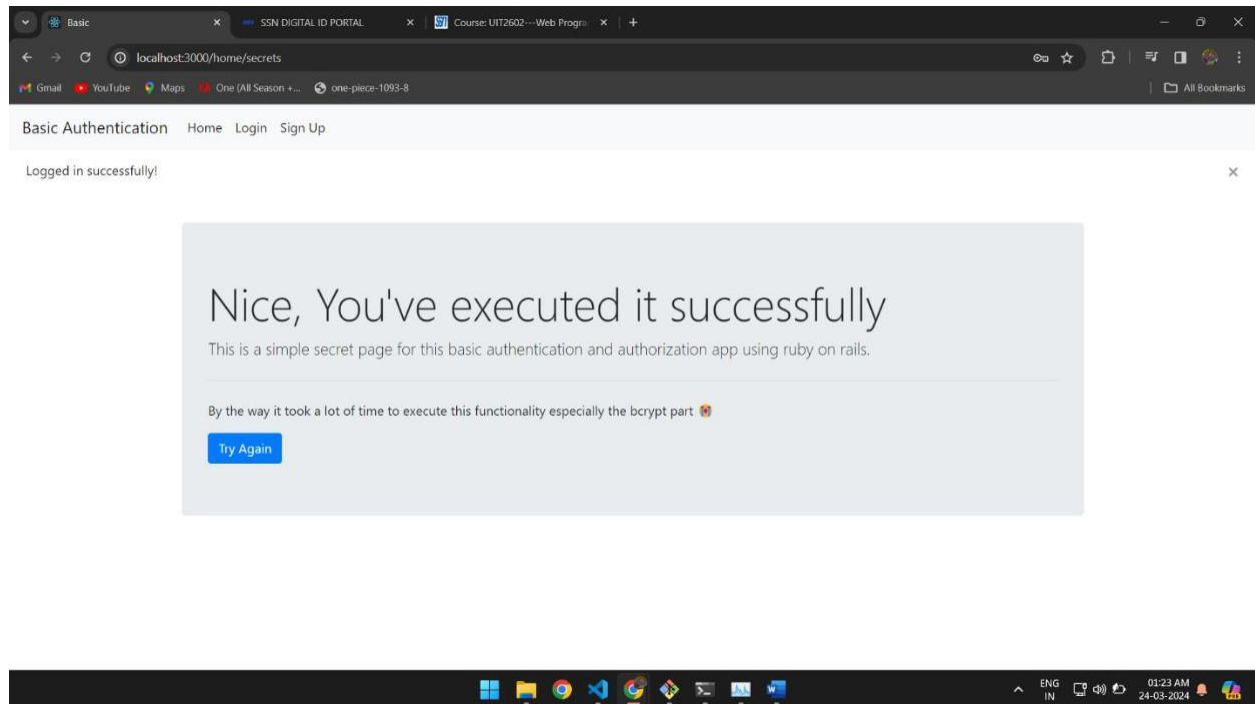 Basic
SSN DIGITAL ID PORTAL
Course: UIT2602---Web Progra
localhost:3000/home/secrets
Gmail YouTube Maps One (All Season +... one-piece-1093-8 All Bookmarks
Basic Authentication Home Login Sign Up
Logged in successfully!
Nice, You've executed it successfully
This is a simple secret page for this basic authentication and authorization app using ruby on rails.
By the way it took a lot of time to execute this functionality especially the bcrypt part
Try Again
ENG
IN
01:23 AM
24-03-2024